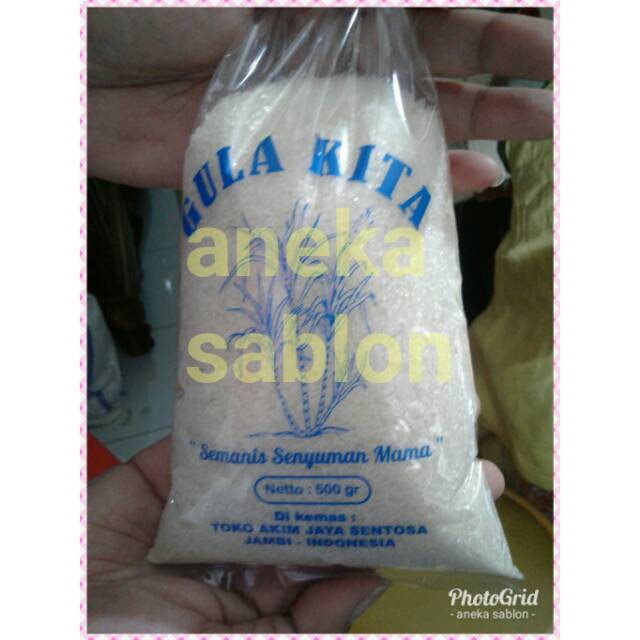 GULA KITA
aneka
sablon
"Semanis Senyuman Mama"
Netto : 500 gr
Di kemas :
TOKO AKIM JAYA SENTOSA
JAMBI - INDONESIA
PhotoGrid
- aneka sablon -